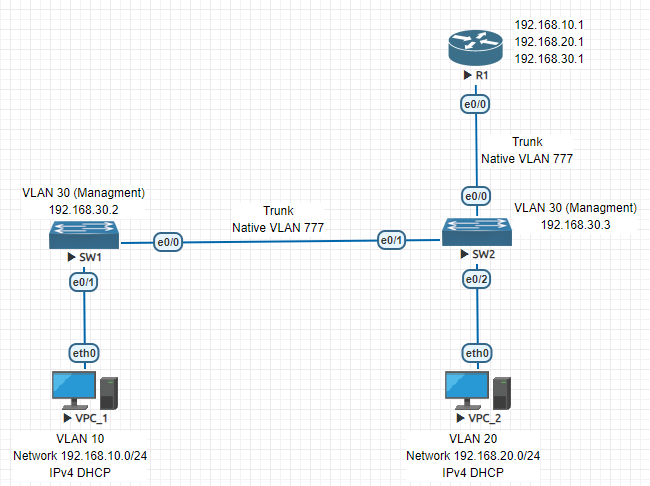 192.168.10.1
192.168.20.1
192.168.30.1
R1
e0/0
Trunk
Native VLAN 777
e0/0
VLAN 30 (Managment)
192.168.30.2
Trunk
Native VLAN 777
VLAN 30 (Managment)
192.168.30.3
e0/0
e0/1
SW1
SW2
e0/1
e0/2
eth0
eth0
VPC_1
VPC_2
VLAN 10
Network 192.168.10.0/24
IPv4 DHCP
VLAN 20
Network 192.168.20.0/24
IPv4 DHCP